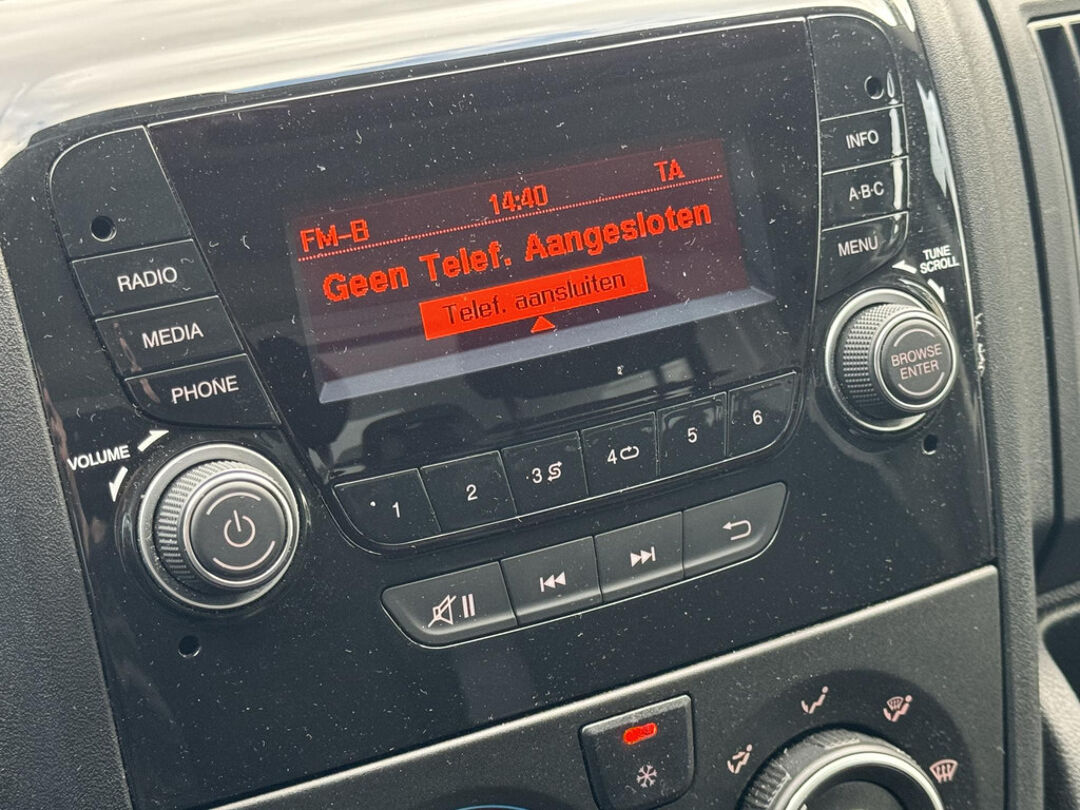 FM-B 14:40 TA
Geen Telef. Aangesloten
Telef. aansluiten
RADIO
MEDIA
PHONE
VOLUME
INFO
A·B·C
MENU
TUNE
SCROLL
BROWSE
ENTER
1 2 3 4 5 6